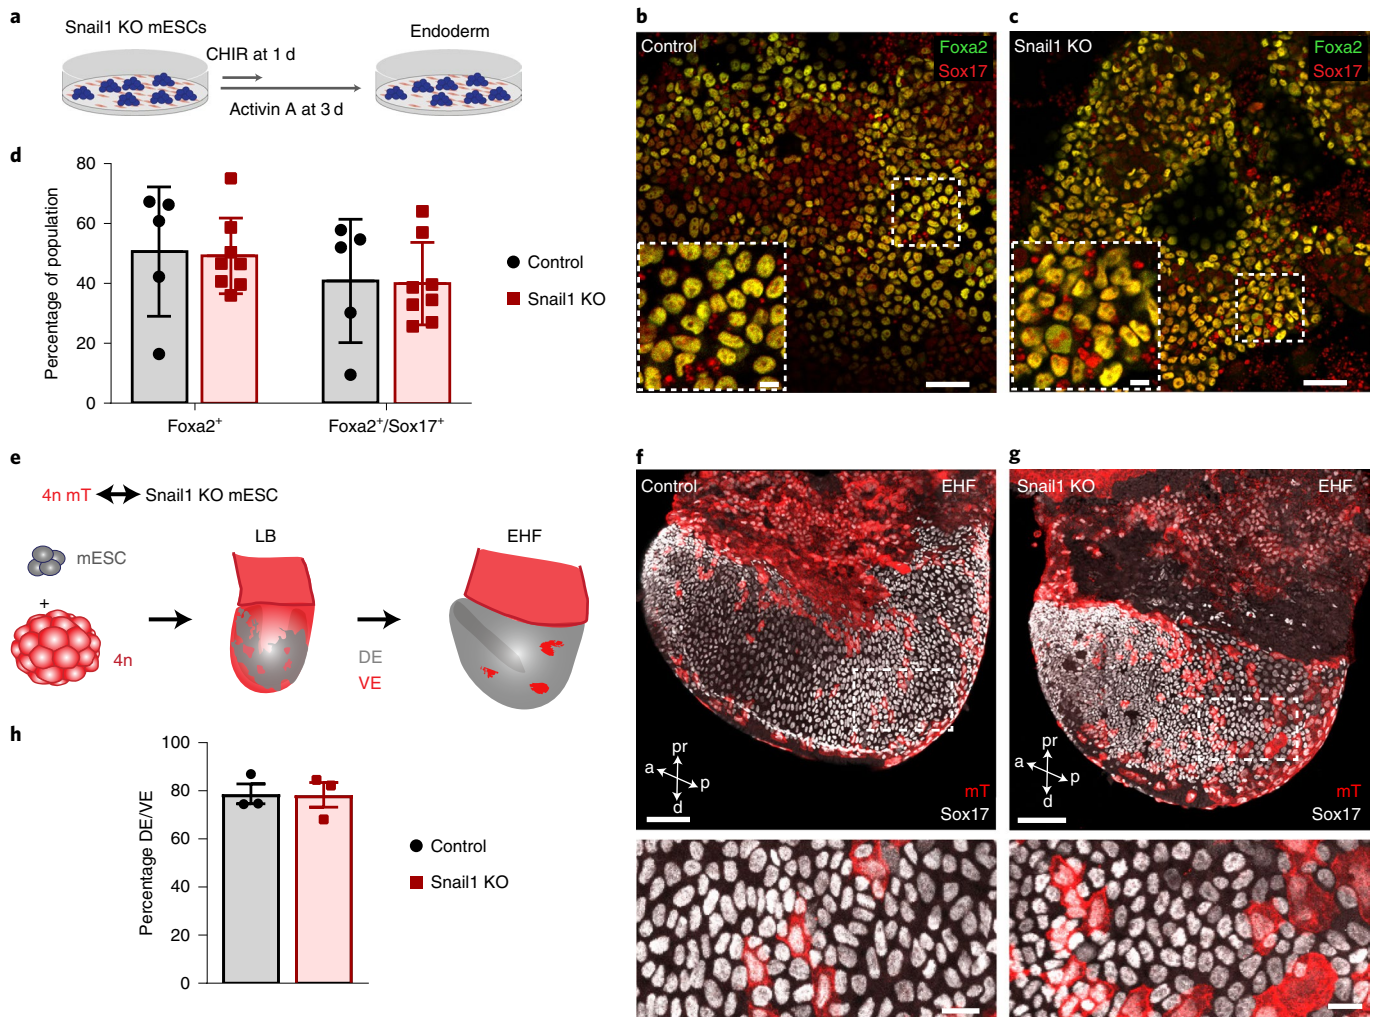 a
Snail1 KO mESCs
Endoderm
CHIR at 1 d
Activin A at 3 d
b
Control
Foxa2
Sox17
c
Snail1 KO
Foxa2
Sox17
d
Percentage of population
80
60
40
20
0
Foxa2⁺
Foxa2⁺/Sox17⁺
Control
Snail1 KO
e
4n mT
Snail1 KO mESC
mESC
+
4n
LB
DE
VE
EHF
f
Control
EHF
pr
a
p
d
mT
Sox17
g
Snail1 KO
EHF
pr
a
p
d
mT
Sox17
h
Percentage DE/VE
100
80
60
40
20
0
Control
Snail1 KO